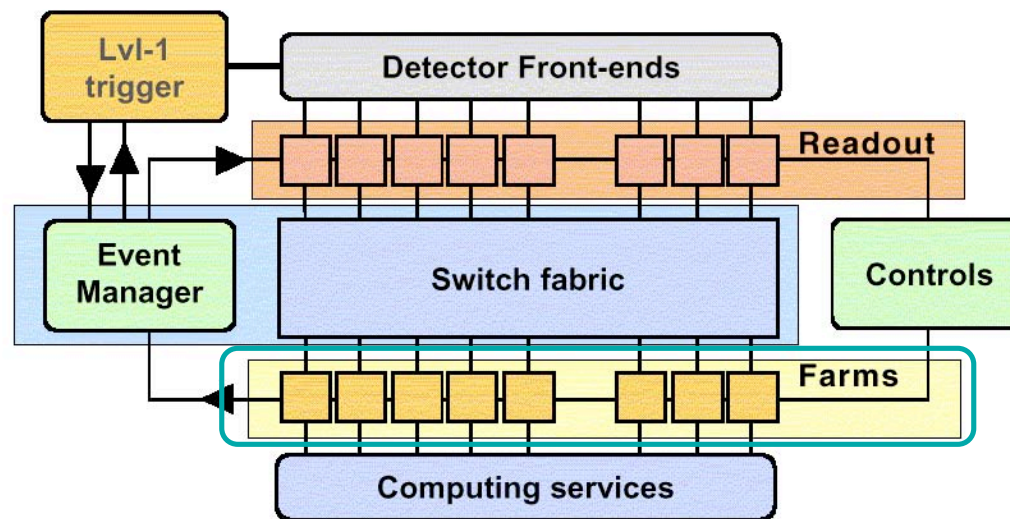 Lvl-1
trigger
Detector Front-ends
Readout
Event
Manager
Switch fabric
Controls
Farms
Computing services